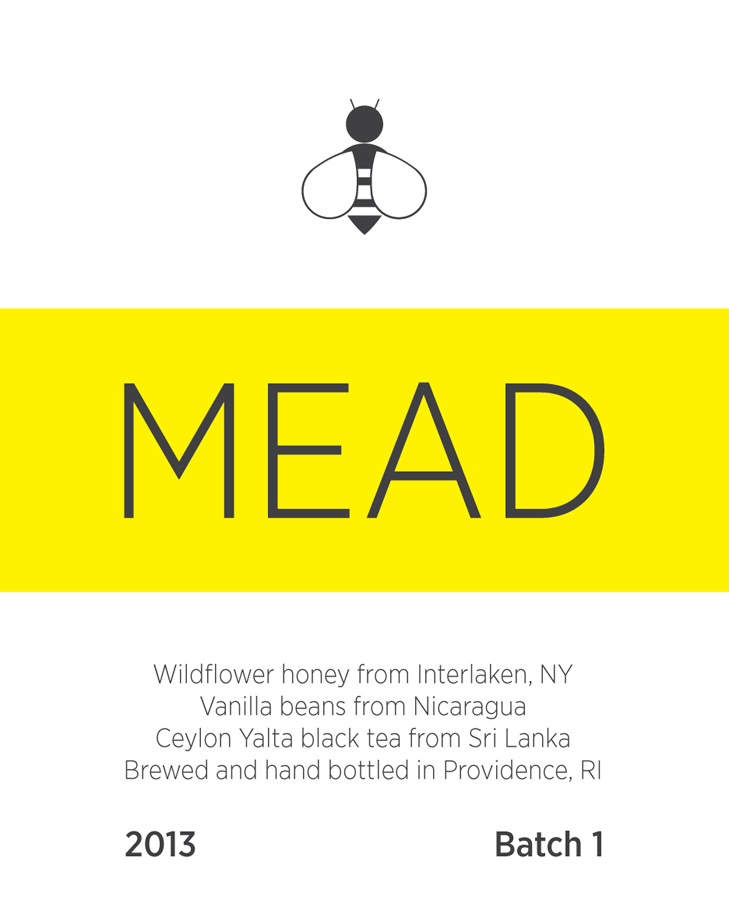 MEAD
Wildflower honey from Interlaken, NY
Vanilla beans from Nicaragua
Ceylon Yalta black tea from Sri Lanka
Brewed and hand bottled in Providence, RI
2013 Batch 1